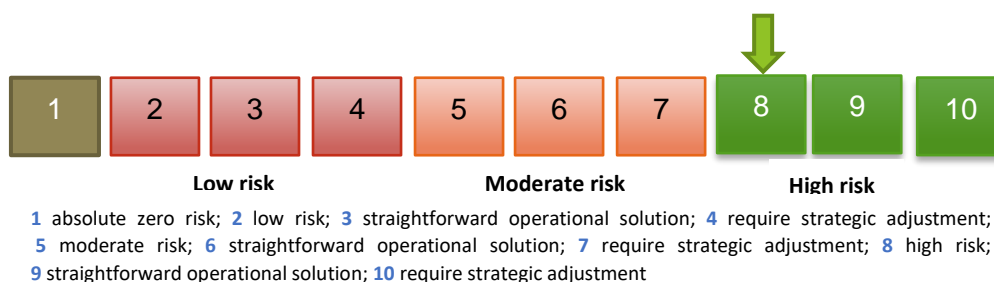 1 2 3 4 5 6 7 8 9 10
Low risk Moderate risk High risk
1 absolute zero risk; 2 low risk; 3 straightforward operational solution; 4 require strategic adjustment;
5 moderate risk; 6 straightforward operational solution; 7 require strategic adjustment; 8 high risk;
9 straightforward operational solution; 10 require strategic adjustment